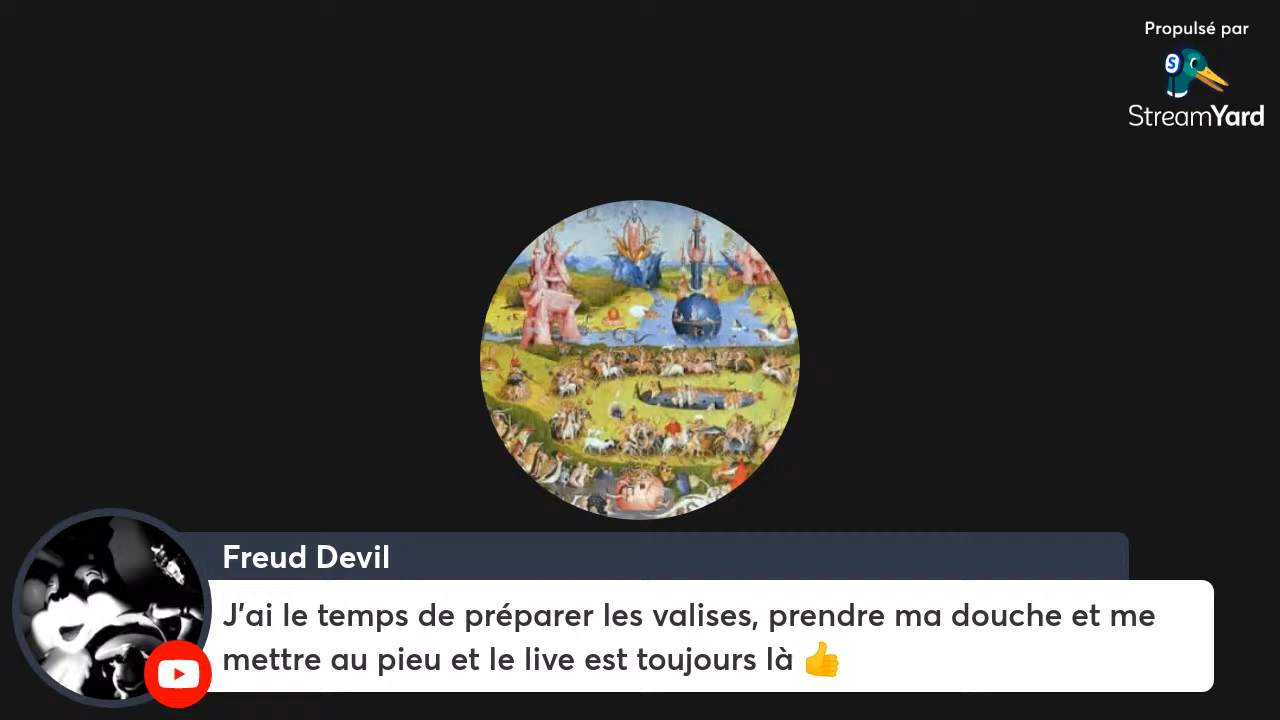 Propulsé par
S
StreamYard
Freud Devil
J'ai le temps de préparer les valises, prendre ma douche et me
mettre au pieu et le live est toujours là 👍